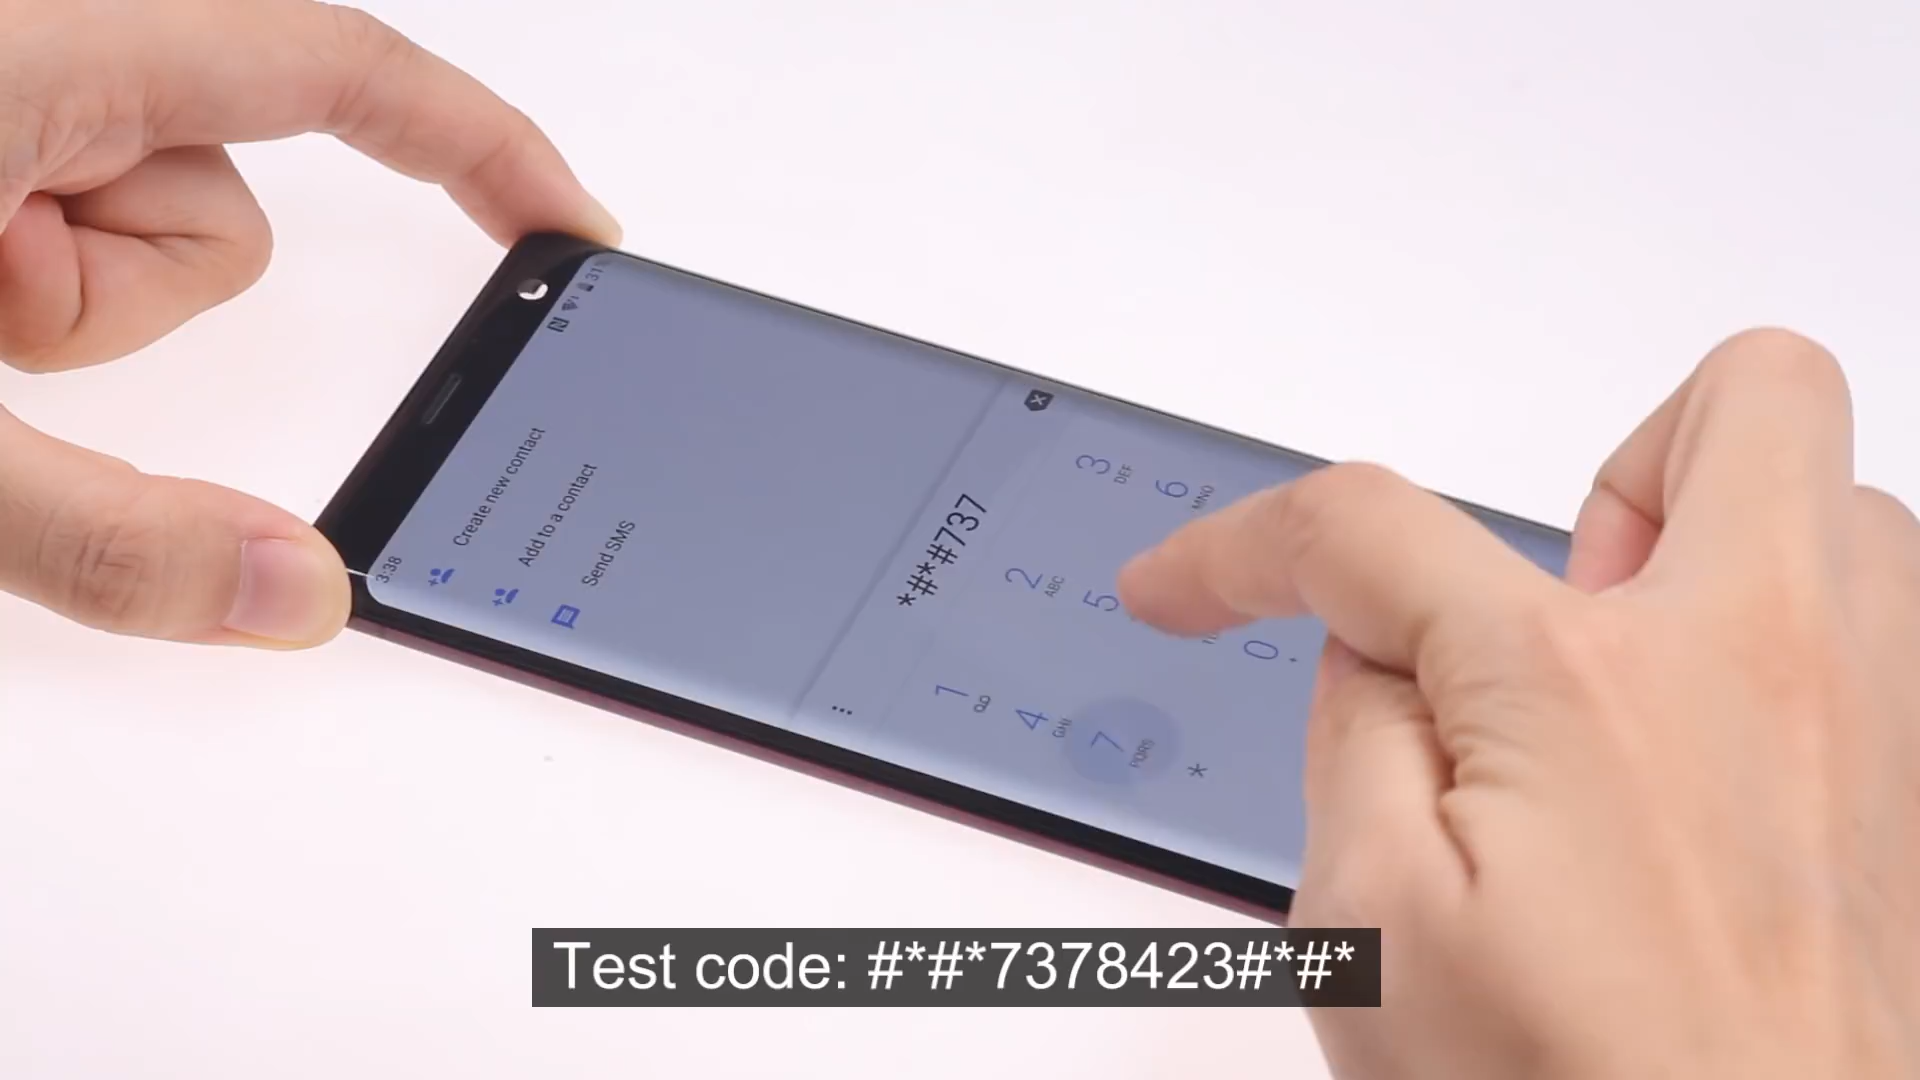 3:38
31
Create new contact
Add to a contact
Send SMS
*#*#737
1
2 ABC
3 DEF
4 GHI
5
6 MNO
7 PQRS
*
0 +
Test code: #*#*7378423#*#*